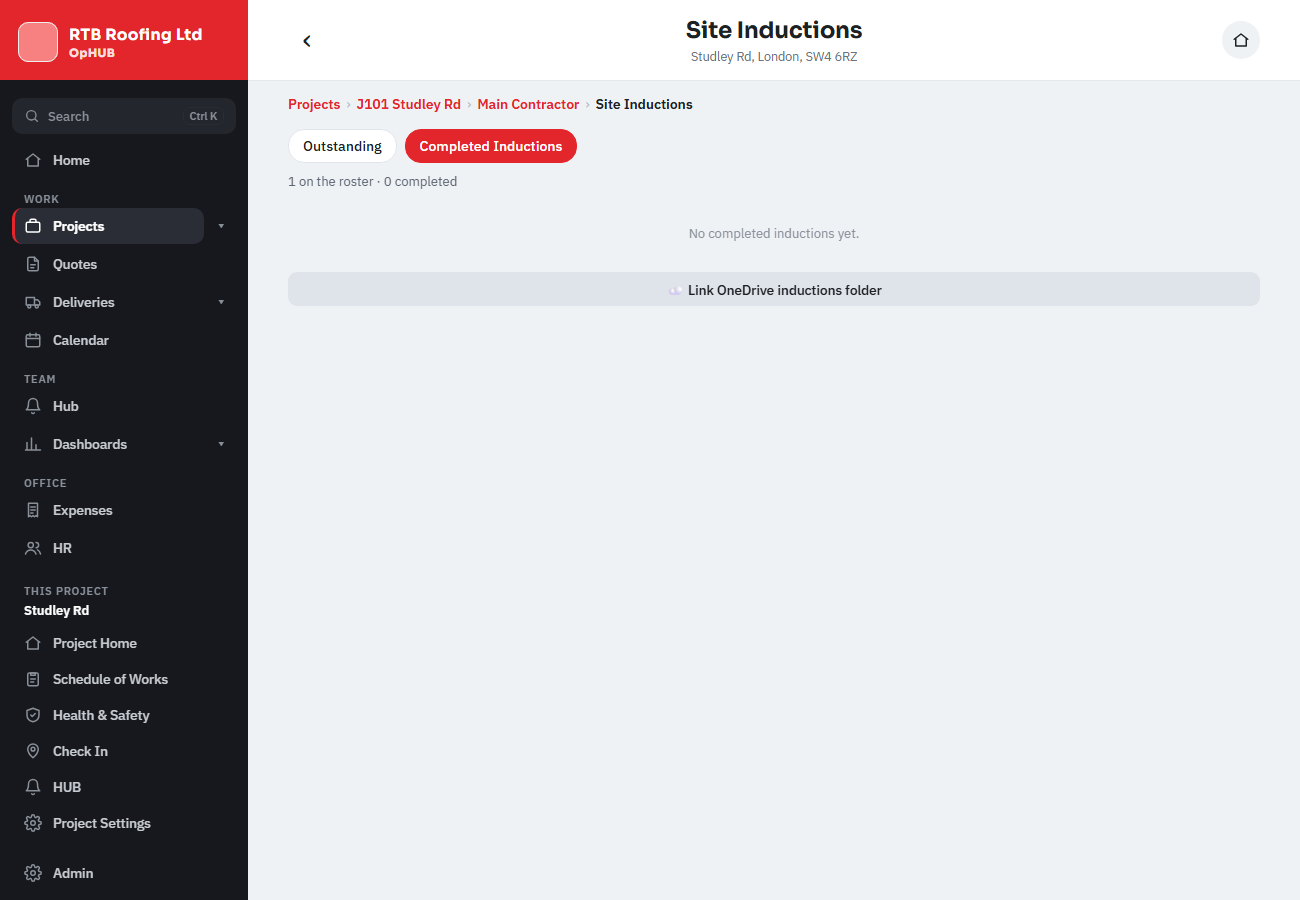 RTB Roofing Ltd
OpHUB
Search Ctrl K
Home
WORK
Projects
Quotes
Deliveries
Calendar
TEAM
Hub
Dashboards
OFFICE
Expenses
HR
THIS PROJECT
Studley Rd
Project Home
Schedule of Works
Health & Safety
Check In
HUB
Project Settings
Admin
Site Inductions
Studley Rd, London, SW4 6RZ
Projects › J101 Studley Rd › Main Contractor › Site Inductions
Outstanding Completed Inductions
1 on the roster · 0 completed
No completed inductions yet.
Link OneDrive inductions folder